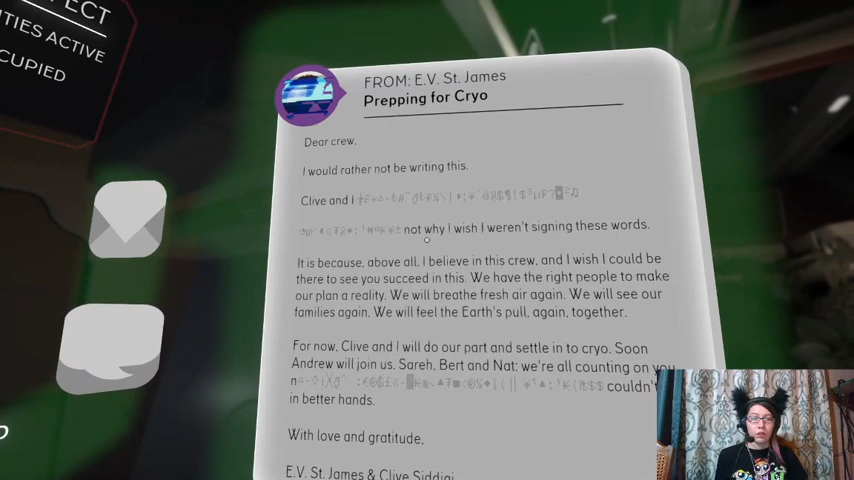 ITIES ACTIVE
CUPIED
FROM: E.V. St. James
Prepping for Cryo
Dear crew,
I would rather not be writing this.
Clive and I
not why I wish I weren't signing these words.
It is because, above all, I believe in this crew, and I wish I could be
there to see you succeed in this. We have the right people to make
our plan a reality. We will breathe fresh air again. We will see our
families again. We will feel the Earth's pull, again, together.
For now, Clive and I will do our part and settle in to cryo. Soon
Andrew will join us. Sareh, Bert and Nat: we're all counting on you
couldn't
in better hands.
With love and gratitude,
E.V. St. James & Clive Siddiqi